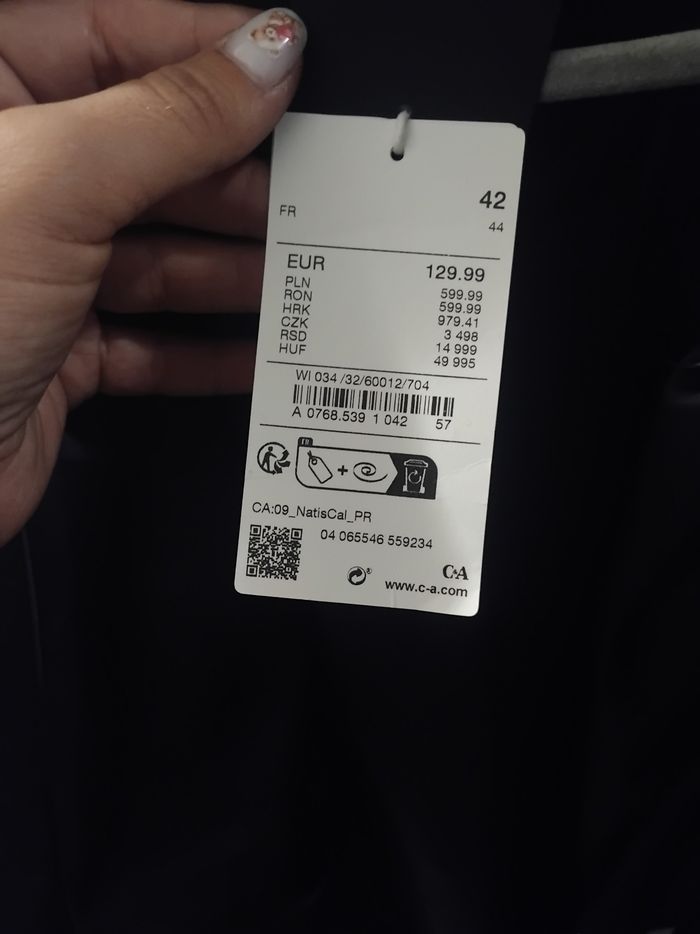 42
FR 44
EUR 129.99
PLN 599.99
RON 599.99
HRK 979.41
CZK 3 498
RSD 14 999
HUF 49 995
WI 034 /32/60012/704
A 0768.539 1 042 57
FR
+
CA:09_NatisCal_PR
04 065546 559234
C&A
www.c-a.com